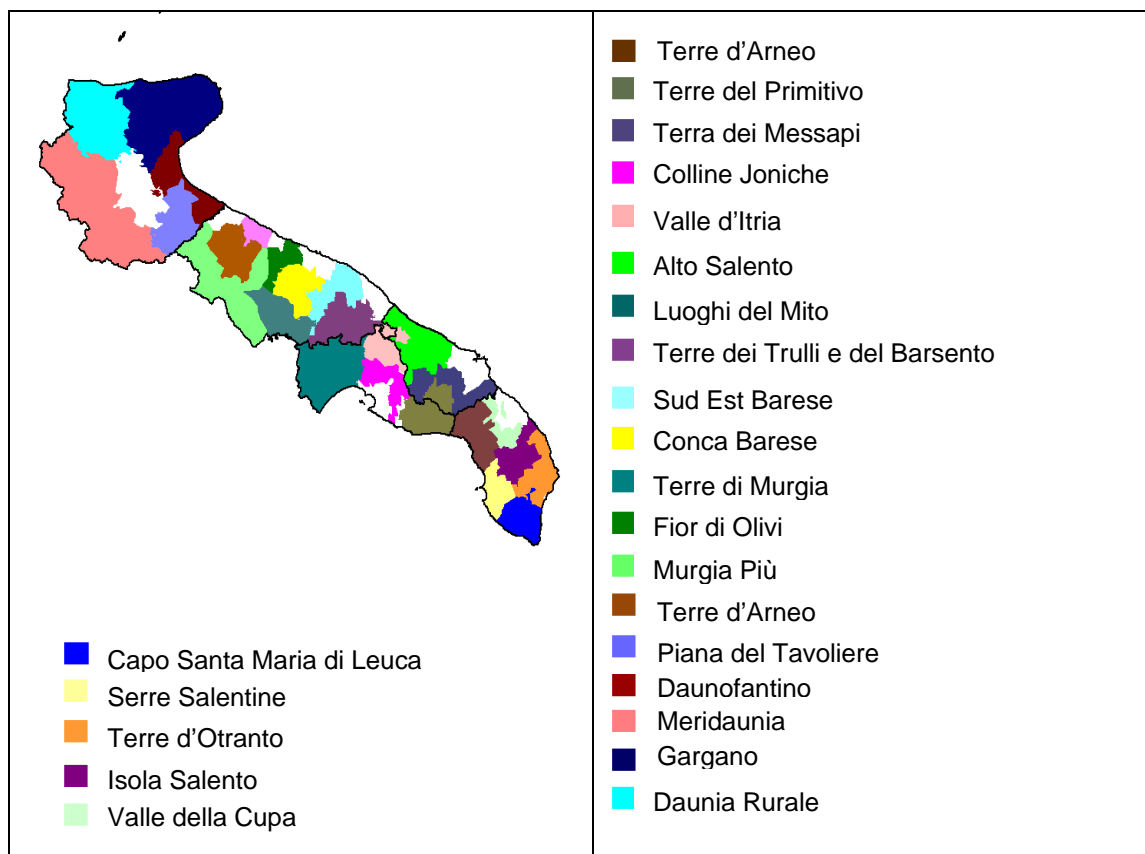 Terre d’Arneo
Terre del Primitivo
Terra dei Messapi
Colline Joniche
Valle d’Itria
Alto Salento
Luoghi del Mito
Terre dei Trulli e del Barsento
Sud Est Barese
Conca Barese
Terre di Murgia
Fior di Olivi
Murgia Più
Terre d’Arneo
Piana del Tavoliere
Daunofantino
Meridaunia
Gargano
Daunia Rurale
Capo Santa Maria di Leuca
Serre Salentine
Terre d’Otranto
Isola Salento
Valle della Cupa